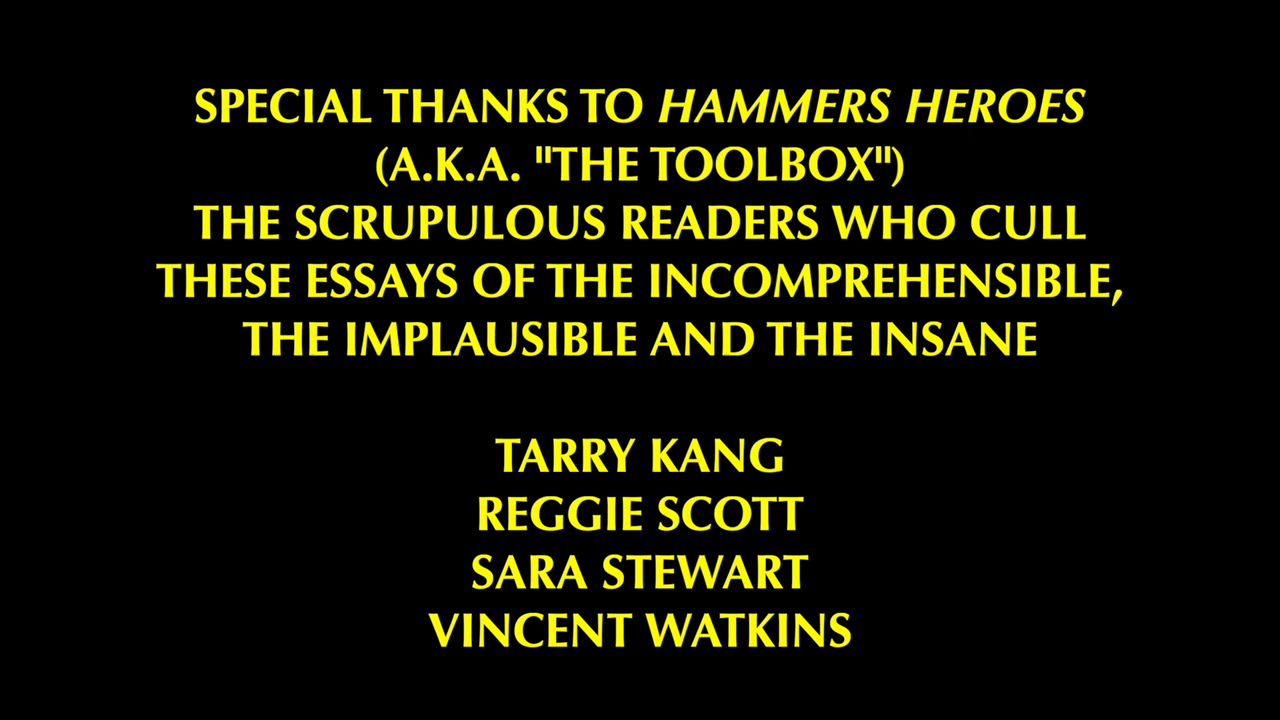 SPECIAL THANKS TO HAMMERS HEROES
(A.K.A. "THE TOOLBOX")
THE SCRUPULOUS READERS WHO CULL
THESE ESSAYS OF THE INCOMPREHENSIBLE,
THE IMPLAUSIBLE AND THE INSANE
TARRY KANG
REGGIE SCOTT
SARA STEWART
VINCENT WATKINS